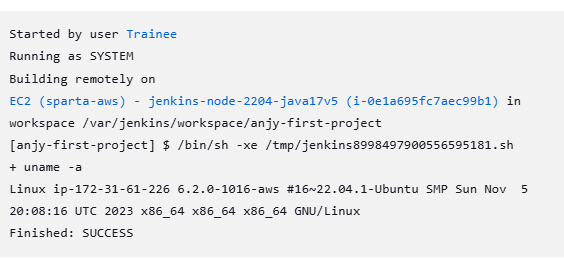 Started by user Trainee
Running as SYSTEM
Building remotely on
EC2 (sparta-aws) - jenkins-node-2204-java17v5 (i-0e1a695fc7aec99b1) in
workspace /var/jenkins/workspace/anjy-first-project
[anjy-first-project] $ /bin/sh -xe /tmp/jenkins8998497900556595181.sh
+ uname -a
Linux ip-172-31-61-226 6.2.0-1016-aws #16~22.04.1-Ubuntu SMP Sun Nov  5
20:08:16 UTC 2023 x86_64 x86_64 x86_64 GNU/Linux
Finished: SUCCESS